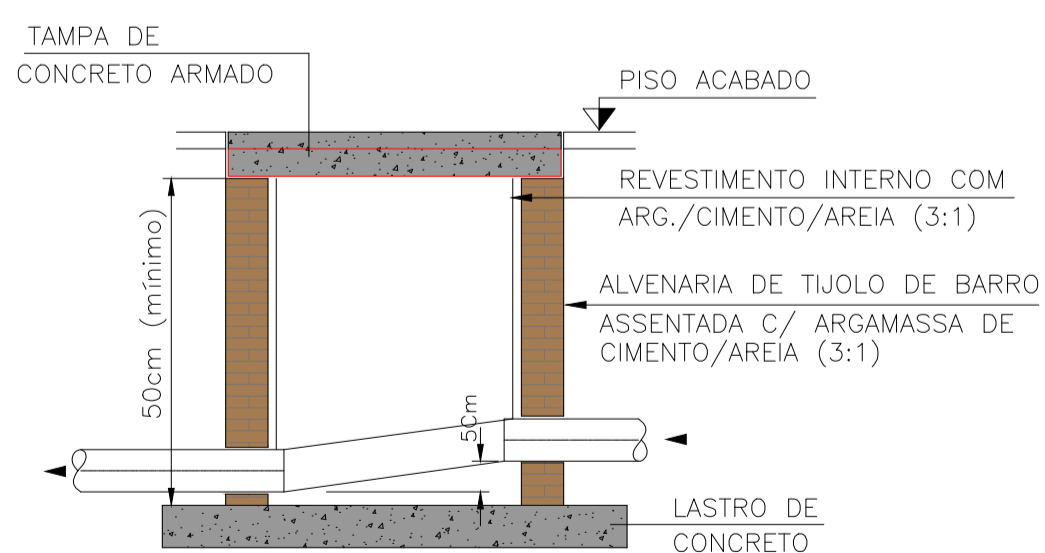 TAMPA DE
CONCRETO ARMADO
PISO ACABADO
REVESTIMENTO INTERNO COM
ARG./CIMENTO/AREIA (3:1)
50cm (mínimo)
ALVENARIA DE TIJOLO DE BARRO
ASSENTADA C/ ARGAMASSA DE
CIMENTO/AREIA (3:1)
5Cm
LASTRO DE
CONCRETO